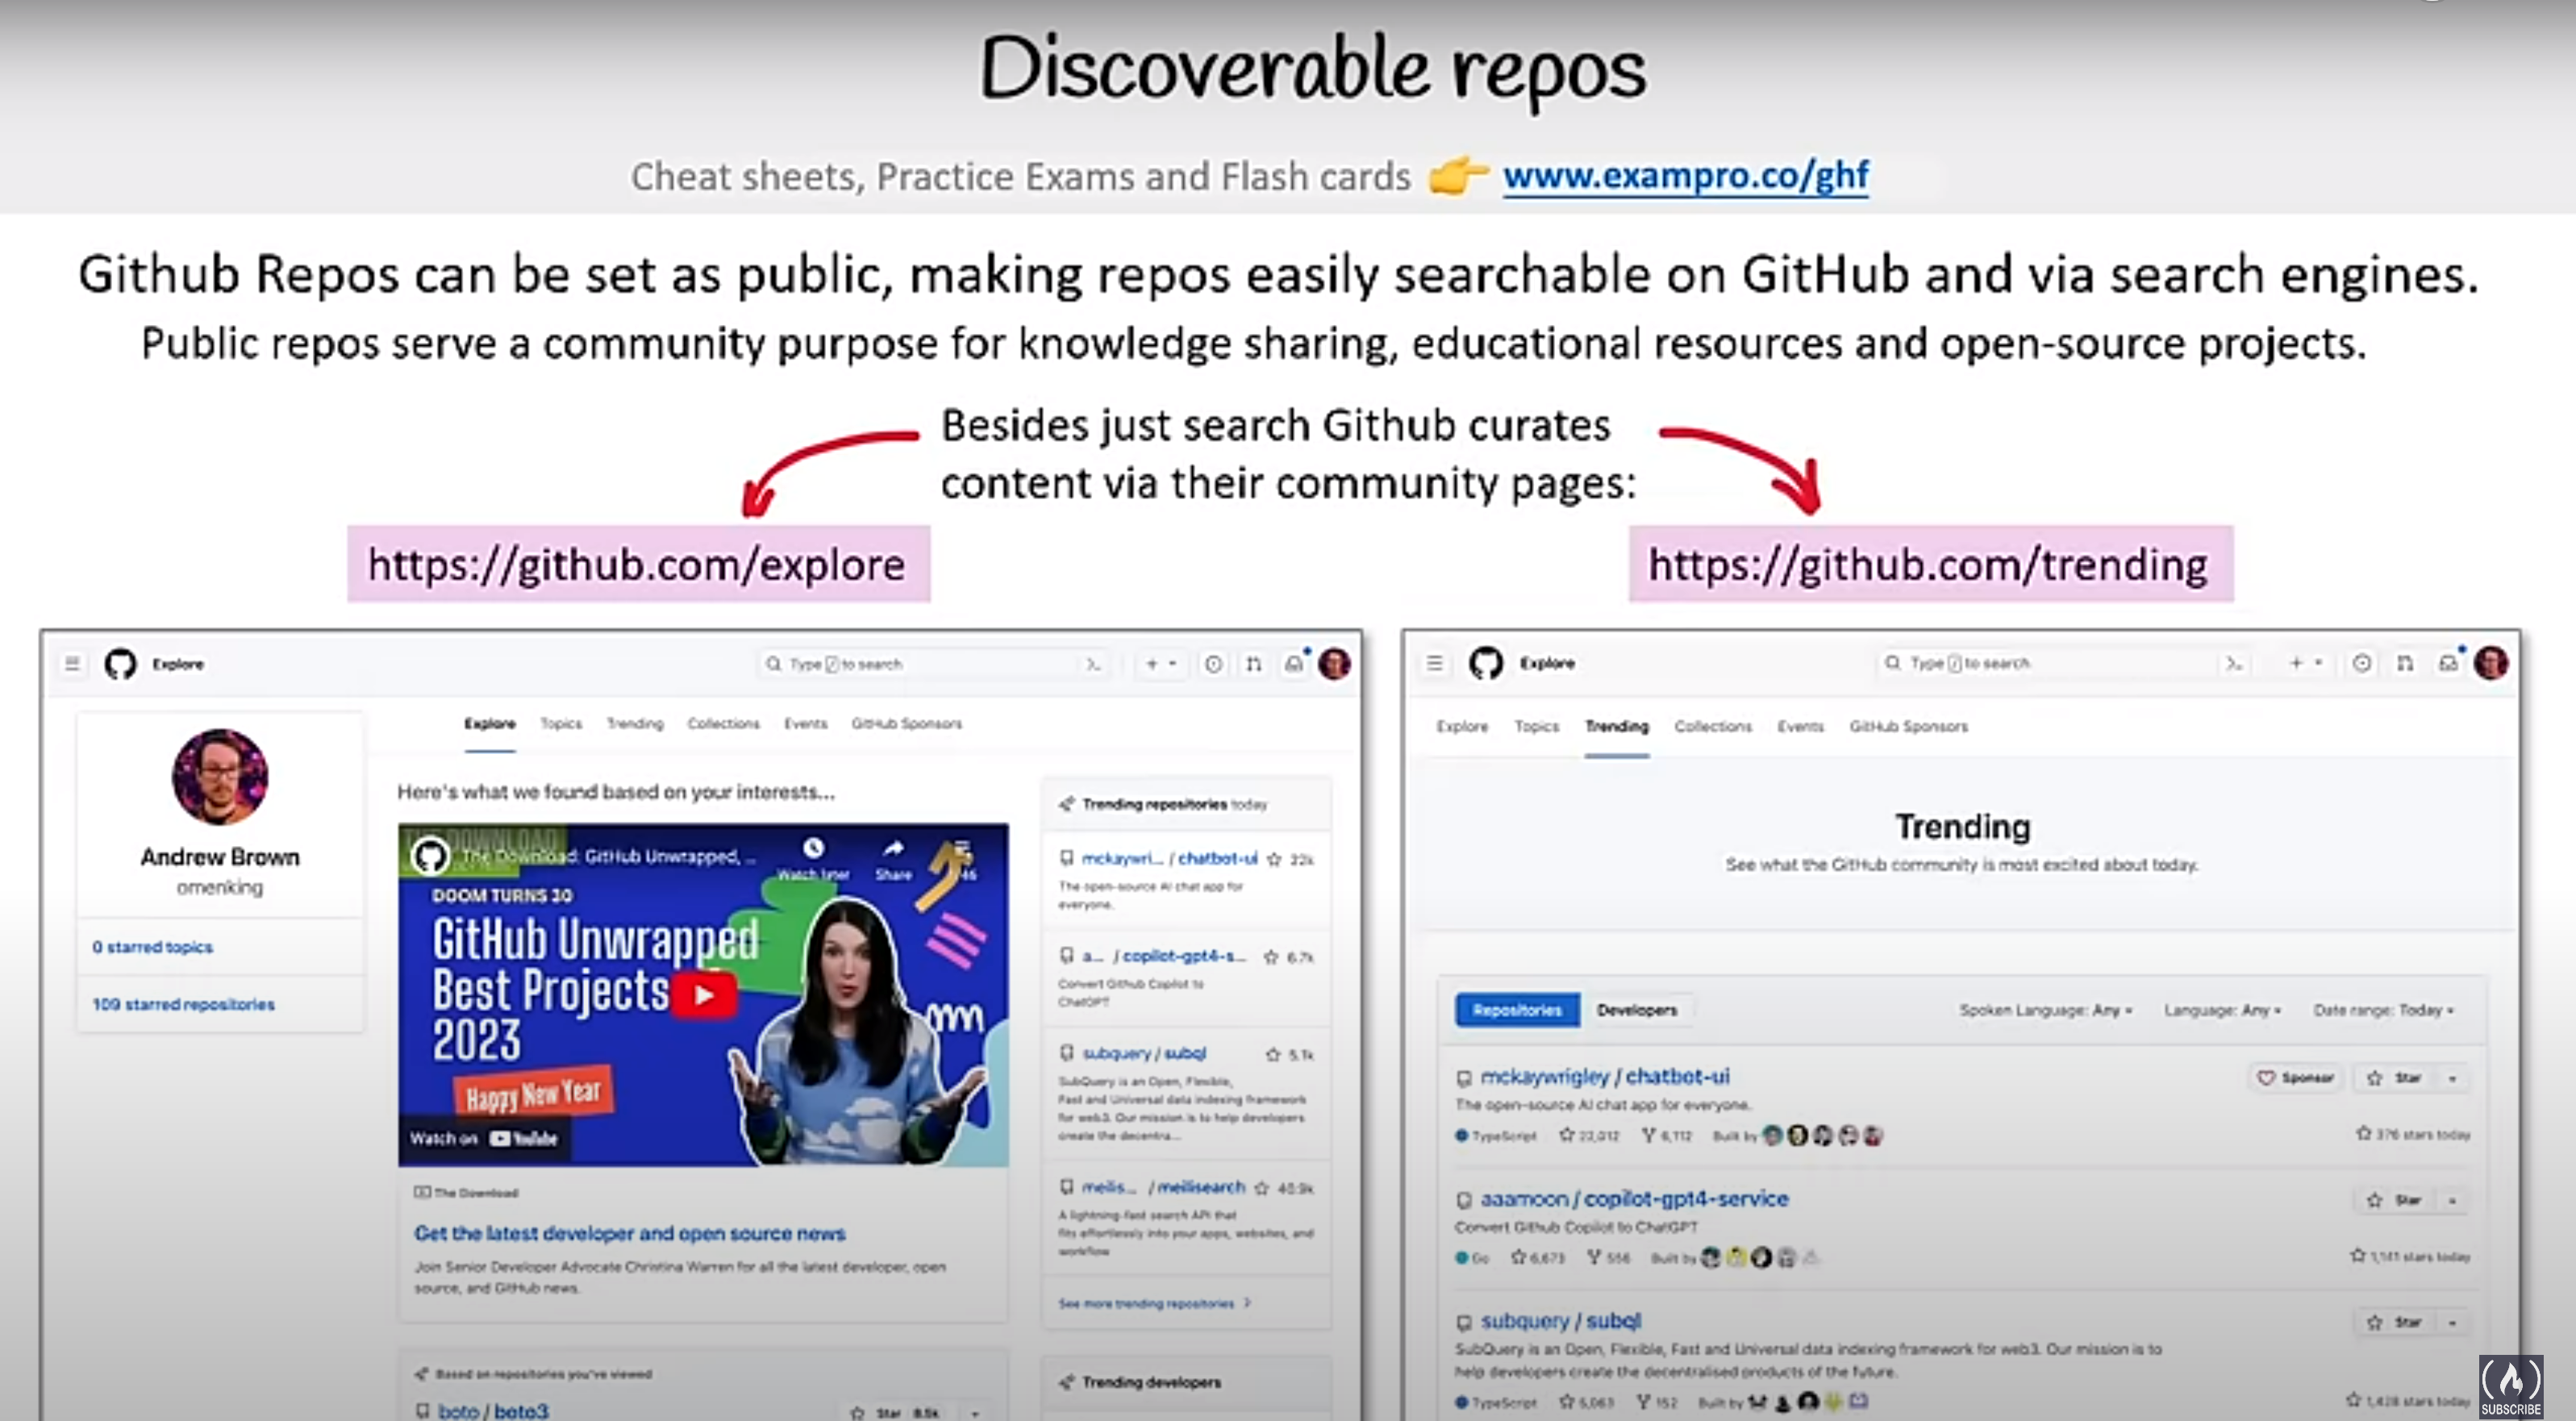 Discoverable repos
Cheat sheets, Practice Exams and Flash cards 👉 www.exampro.co/ghf
Github Repos can be set as public, making repos easily searchable on GitHub and via search engines.
Public repos serve a community purpose for knowledge sharing, educational resources and open-source projects.
Besides just search Github curates
content via their community pages:
https://github.com/explore
https://github.com/trending
Explore
Type / to search
Explore Topics Trending Collections Events GitHub Sponsors
Andrew Brown
omenking
0 starred topics
109 starred repositories
Here's what we found based on your interests...
The Download: GitHub Unwrapped, ...
Watch later Share
DOOM TURNS 30
GitHub Unwrapped
Best Projects
2023
Happy New Year
Watch on YouTube
The Download
Get the latest developer and open source news
Join Senior Developer Advocate Christina Warren for all the latest developer, open
source, and GitHub news.
Based on repositories you've viewed
boto / boto3
Star 8.5k
Trending repositories today
mckaywri... / chatbot-ui 22k
The open-source AI chat app for
everyone.
a... / copilot-gpt4-s... 6.7k
Convert Github Copilot to
ChatGPT
subquery / subql 5.1k
SubQuery is an Open, Flexible,
Fast and Universal data indexing framework
for web3. Our mission is to help developers
create the decentra...
meilis... / meilisearch 40.9k
A lightning-fast search API that
fits effortlessly into your apps, websites, and
workflow
See more trending repositories
Trending developers
Explore
Type / to search
Explore Topics Trending Collections Events GitHub Sponsors
Trending
See what the GitHub community is most excited about today.
Repositories Developers
Spoken Language: Any Language: Any Date range: Today
mckaywrigley / chatbot-ui
Sponsor Star
The open-source AI chat app for everyone.
TypeScript 22,012 6,112 Built by
376 stars today
aaamoon / copilot-gpt4-service
Star
Convert Github Copilot to ChatGPT
Go 6,673 556 Built by
1,141 stars today
subquery / subql
Star
SubQuery is an Open, Flexible, Fast and Universal data indexing framework for web3. Our mission is to
help developers create the decentralised products of the future.
TypeScript 5,063 152 Built by
1,428 stars today
SUBSCRIBE